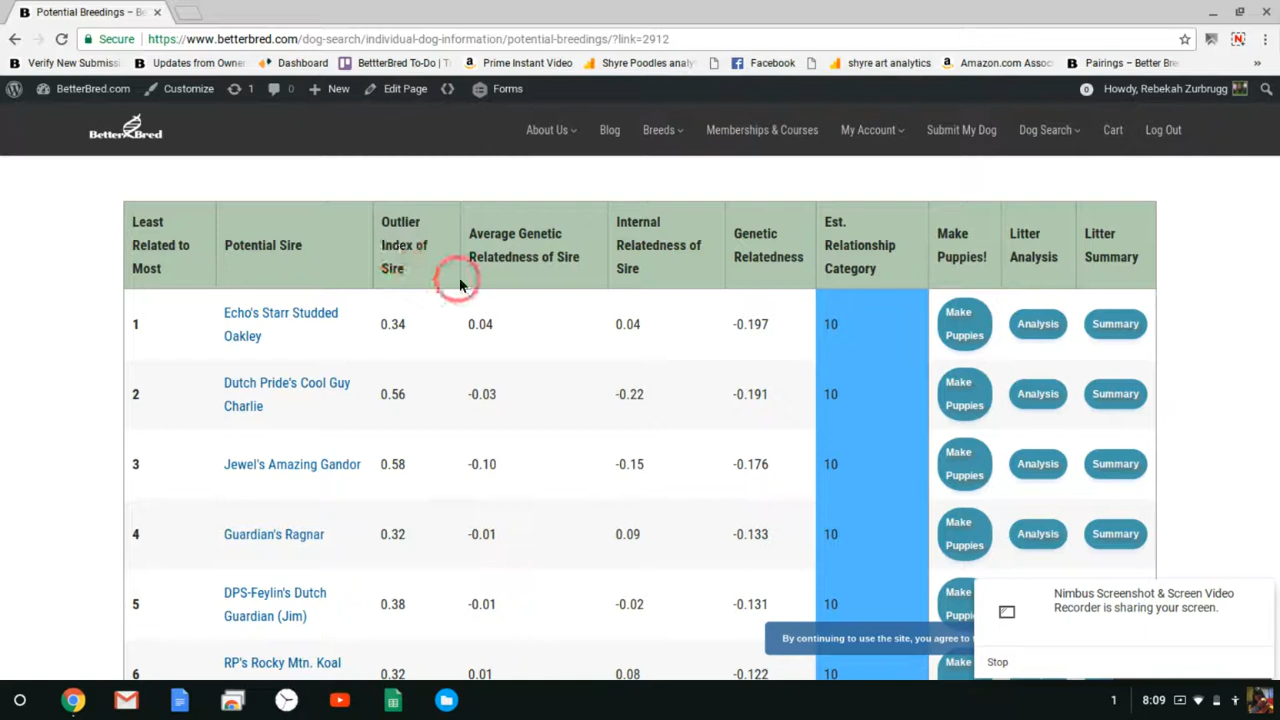 Potential Breedings – Be
Secure https://www.betterbred.com/dog-search/individual-dog-information/potential-breedings/?link=2912
Verify New Submissi Updates from Owner Dashboard BettterBred To-Do | T Prime Instant Video Shyre Poodles analy Facebook shyre art analytics Amazon.com Assoc Pairings – Better Bre »
BetterBred.com Customize 1 0 New Edit Page Forms 0 Howdy, Rebekah Zurbrugg
Better Bred About Us Blog Breeds Memberships & Courses My Account Submit My Dog Dog Search Cart Log Out
Least Related to Most
Potential Sire
Outlier Index of Sire
Average Genetic Relatedness of Sire
Internal Relatedness of Sire
Genetic Relatedness
Est. Relationship Category
Make Puppies!
Litter Analysis
Litter Summary
1 Echo's Starr Studded Oakley 0.34 0.04 0.04 -0.197 10 Make Puppies Analysis Summary
2 Dutch Pride's Cool Guy Charlie 0.56 -0.03 -0.22 -0.191 10 Make Puppies Analysis Summary
3 Jewel's Amazing Gandor 0.58 -0.10 -0.15 -0.176 10 Make Puppies Analysis Summary
4 Guardian's Ragnar 0.32 -0.01 0.09 -0.133 10 Make Puppies Analysis Summary
5 DPS-Feylin's Dutch Guardian (Jim) 0.38 -0.01 -0.02 -0.131 10 Make
6 RP's Rocky Mtn. Koal 0.32 0.01 0.08 -0.122 10 Make
By continuing to use the site, you agree to
Nimbus Screenshot & Screen Video
Recorder is sharing your screen.
Stop
1 8:09